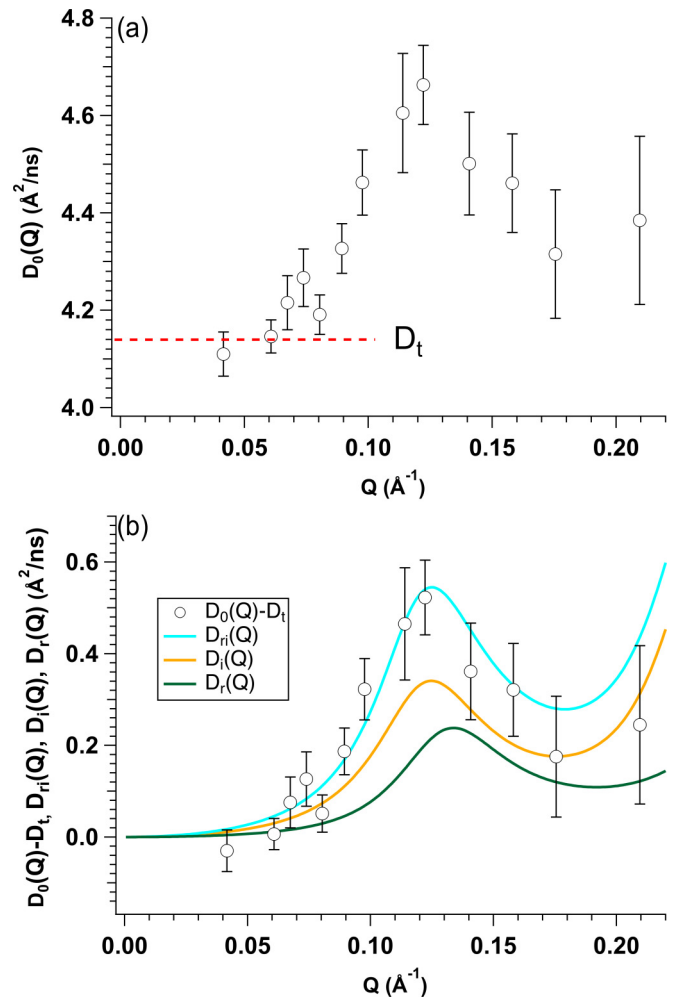 (a)
4.8
4.6
4.4
4.2
4.0
D₀(Q) (Å²/ns)
Dₜ
0.00 0.05 0.10 0.15 0.20
Q (Å⁻¹)
(b)
0.6
0.4
0.2
0.0
D₀(Q)-Dₜ, Dᵣᵢ(Q), Dᵢ(Q), Dᵣ(Q) (Å²/ns)
D₀(Q)-Dₜ
Dᵣᵢ(Q)
Dᵢ(Q)
Dᵣ(Q)
0.00 0.05 0.10 0.15 0.20
Q (Å⁻¹)